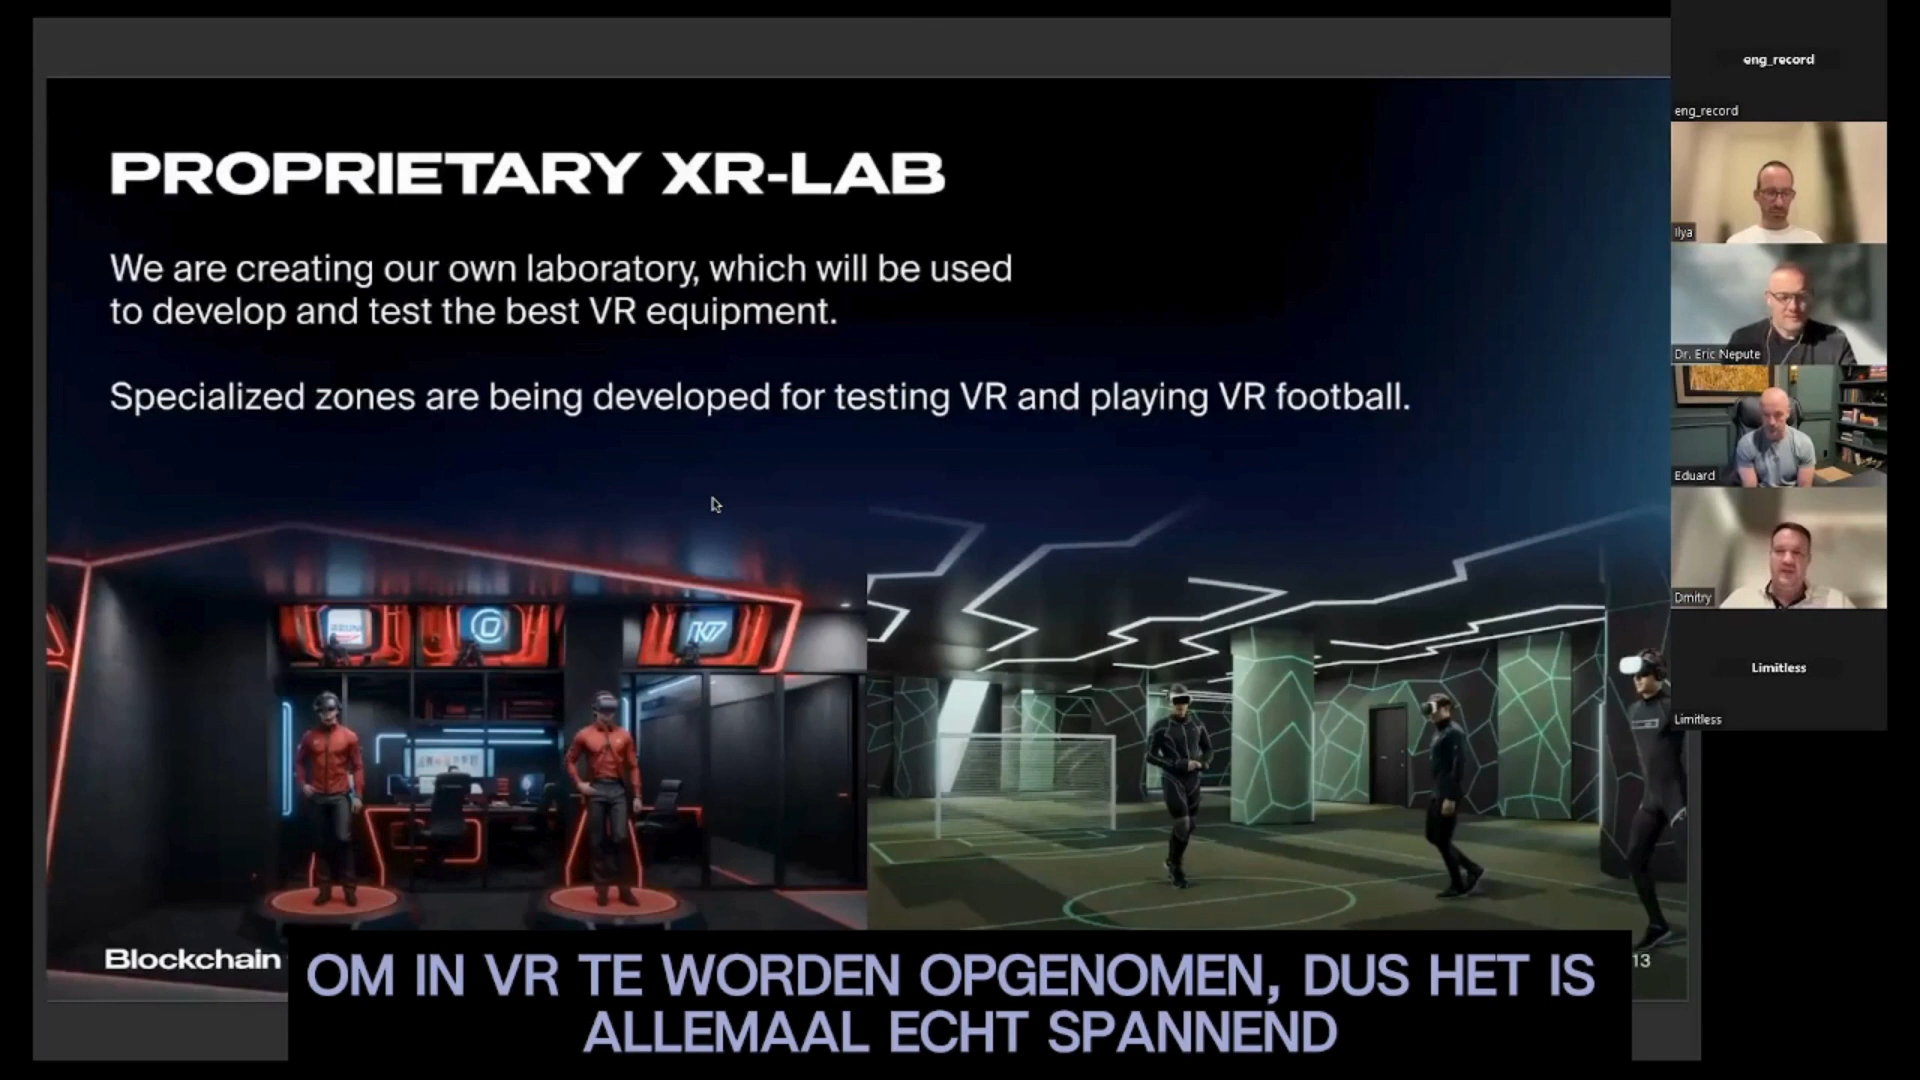 PROPRIETARY XR-LAB
We are creating our own laboratory, which will be used
to develop and test the best VR equipment.
Specialized zones are being developed for testing VR and playing VR football.
Blockchain
13
OM IN VR TE WORDEN OPGENOMEN, DUS HET IS
ALLEMAAL ECHT SPANNEND
eng_record
eng_record
Ilya
Dr. Eric Nepute
Eduard
Dmitry
Limitless
Limitless